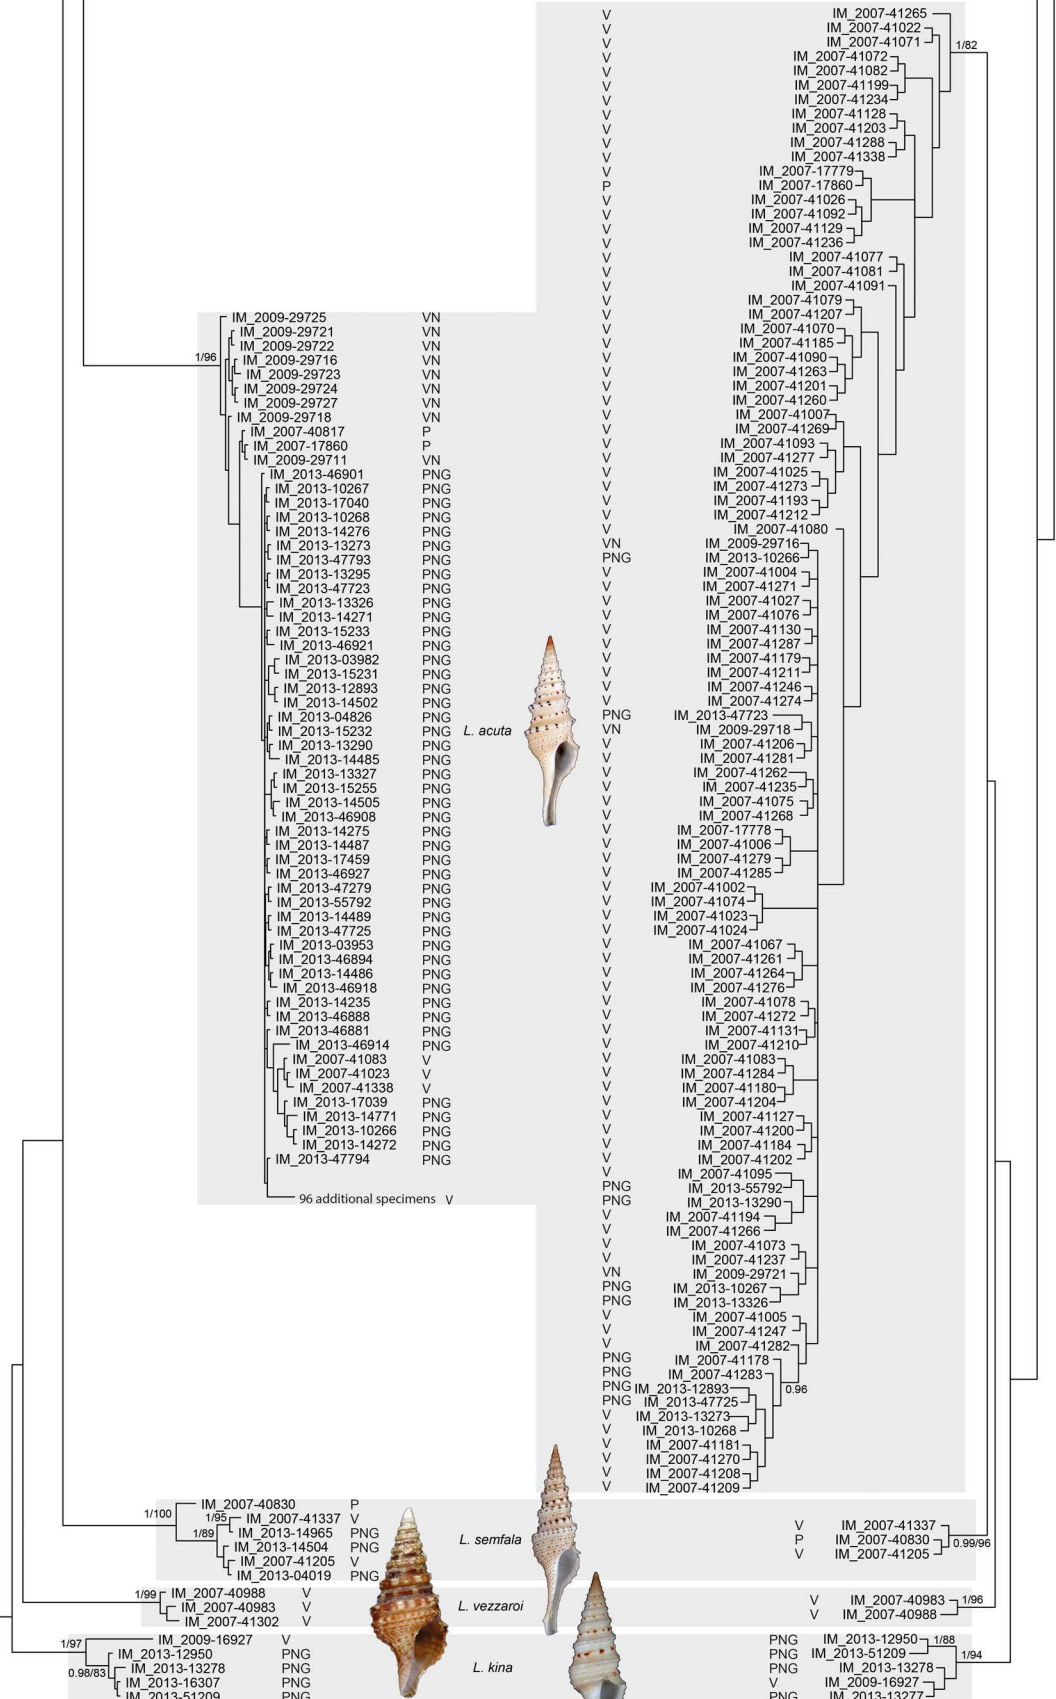 IM_2009-29725 VN
IM_2009-29721 VN
IM_2009-29722 VN
1/96
IM_2009-29716 VN
IM_2009-29723 VN
IM_2009-29724 VN
IM_2009-29727 VN
IM_2009-29718 VN
IM_2007-40817 P
IM_2007-17860 P
IM_2009-29711 VN
IM_2013-46901 PNG
IM_2013-10267 PNG
IM_2013-17040 PNG
IM_2013-10268 PNG
IM_2013-14276 PNG
IM_2013-13273 PNG
IM_2013-47793 PNG
IM_2013-13295 PNG
IM_2013-47723 PNG
IM_2013-13326 PNG
IM_2013-14271 PNG
IM_2013-15233 PNG
IM_2013-46921 PNG
IM_2013-03982 PNG
IM_2013-15231 PNG
IM_2013-12893 PNG
IM_2013-14502 PNG
IM_2013-04826 PNG
IM_2013-15232 PNG
IM_2013-13290 PNG
IM_2013-14485 PNG
IM_2013-13327 PNG
IM_2013-15255 PNG
IM_2013-14505 PNG
IM_2013-46908 PNG
IM_2013-14275 PNG
IM_2013-14487 PNG
IM_2013-17459 PNG
IM_2013-46927 PNG
IM_2013-47279 PNG
IM_2013-55792 PNG
IM_2013-14489 PNG
IM_2013-47725 PNG
IM_2013-03953 PNG
IM_2013-46894 PNG
IM_2013-14486 PNG
IM_2013-46918 PNG
IM_2013-14235 PNG
IM_2013-46888 PNG
IM_2013-46881 PNG
IM_2013-46914 PNG
IM_2007-41083 V
IM_2007-41023 V
IM_2007-41338 V
IM_2013-17039 PNG
IM_2013-14771 PNG
IM_2013-10266 PNG
IM_2013-14272 PNG
IM_2013-47794 PNG
96 additional specimens V
L. acuta
V IM_2007-41265
V IM_2007-41022
V IM_2007-41071
1/82
V IM_2007-41072
V IM_2007-41082
V IM_2007-41199
V IM_2007-41234
V IM_2007-41128
V IM_2007-41203
V IM_2007-41288
V IM_2007-41338
V IM_2007-17779
P IM_2007-17860
V IM_2007-41026
V IM_2007-41092
V IM_2007-41129
V IM_2007-41236
V IM_2007-41077
V IM_2007-41081
V IM_2007-41091
V IM_2007-41079
V IM_2007-41207
V IM_2007-41070
V IM_2007-41185
V IM_2007-41090
V IM_2007-41263
V IM_2007-41201
V IM_2007-41260
V IM_2007-41007
V IM_2007-41269
V IM_2007-41093
V IM_2007-41277
V IM_2007-41025
V IM_2007-41273
V IM_2007-41193
V IM_2007-41212
V IM_2007-41080
VN IM_2009-29716
PNG IM_2013-10266
V IM_2007-41004
V IM_2007-41271
V IM_2007-41027
V IM_2007-41076
V IM_2007-41130
V IM_2007-41287
V IM_2007-41179
V IM_2007-41211
V IM_2007-41246
V IM_2007-41274
PNG IM_2013-47723
VN IM_2009-29718
V IM_2007-41206
V IM_2007-41281
V IM_2007-41262
V IM_2007-41235
V IM_2007-41075
V IM_2007-41268
V IM_2007-17778
V IM_2007-41006
V IM_2007-41279
V IM_2007-41285
V IM_2007-41002
V IM_2007-41074
V IM_2007-41023
V IM_2007-41024
V IM_2007-41067
V IM_2007-41261
V IM_2007-41264
V IM_2007-41276
V IM_2007-41078
V IM_2007-41272
V IM_2007-41131
V IM_2007-41210
V IM_2007-41083
V IM_2007-41284
V IM_2007-41180
V IM_2007-41204
V IM_2007-41127
V IM_2007-41200
V IM_2007-41184
V IM_2007-41202
V IM_2007-41095
PNG IM_2013-55792
PNG IM_2013-13290
V IM_2007-41194
V IM_2007-41266
V IM_2007-41073
V IM_2007-41237
VN IM_2009-29721
PNG IM_2013-10267
PNG IM_2013-13326
V IM_2007-41005
V IM_2007-41247
V IM_2007-41282
PNG IM_2007-41178
PNG IM_2007-41283
PNG IM_2013-12893
0.96
PNG IM_2013-47725
V IM_2013-13273
V IM_2013-10268
V IM_2007-41181
V IM_2007-41270
V IM_2007-41208
V IM_2007-41209
IM_2007-40830 P
1/100
1/95 IM_2007-41337 V
1/89 IM_2013-14965 PNG
IM_2013-14504 PNG
IM_2007-41205 V
IM_2013-04019 PNG
L. semfala
V IM_2007-41337
P IM_2007-40830
0.99/96
V IM_2007-41205
1/99 IM_2007-40988 V
IM_2007-40983 V
IM_2007-41302 V
L. vezzaroi
V IM_2007-40983 1/96
V IM_2007-40988
1/97 IM_2009-16927 V
IM_2013-12950 PNG
0.98/83 IM_2013-13278 PNG
IM_2013-16307 PNG
IM_2013-51209 PNG
L. kina
PNG IM_2013-12950 1/88
PNG IM_2013-51209
1/94
PNG IM_2013-13278
V IM_2009-16927
PNG IM_2013-13277